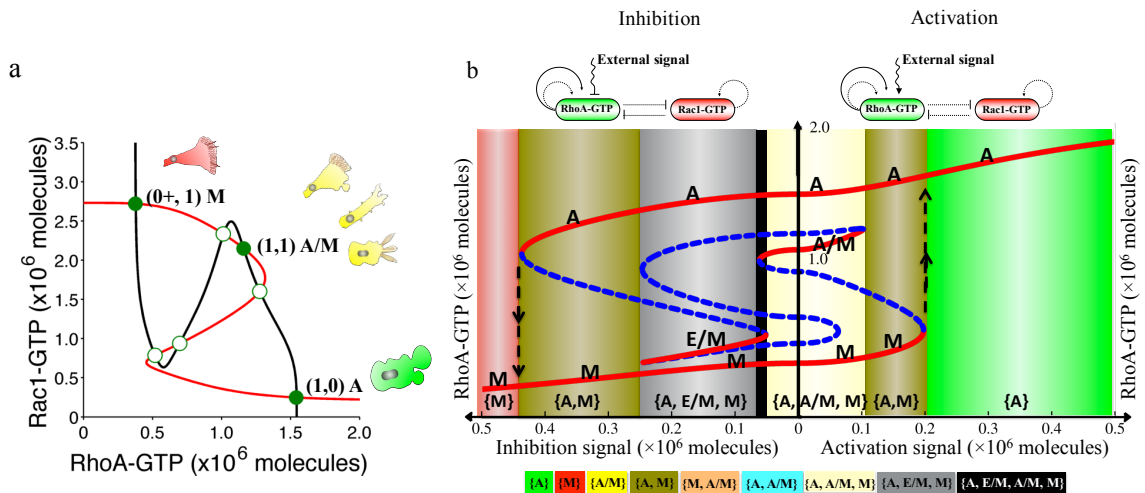 Inhibition
Activation
a
b
External signal
External signal
RhoA-GTP
Rac1-GTP
RhoA-GTP
Rac1-GTP
3.5
3.0
2.5
2.0
1.5
1.0
0.5
0
0
0.5
1.0
1.5
2.0
Rac1-GTP (x10⁶ molecules)
RhoA-GTP (x10⁶ molecules)
(0+, 1) M
(1,1) A/M
(1,0) A
RhoA-GTP (×10⁶ molecules)
2.0
1.0
A
A
A
A
A
A/M
E/M
M
M
M
M
M
{M}
{A,M}
{A, E/M, M}
{A, A/M, M}
{A,M}
{A}
RhoA-GTP (×10⁶ molecules)
0.5
0.4
0.3
0.2
0.1
0
0.1
0.2
0.3
0.4
0.5
Inhibition signal (×10⁶ molecules)
Activation signal (×10⁶ molecules)
{A} {M} {A/M} {A, M} {M, A/M} {A, A/M} {A, A/M, M} {A, E/M, M} {A, E/M, A/M, M}